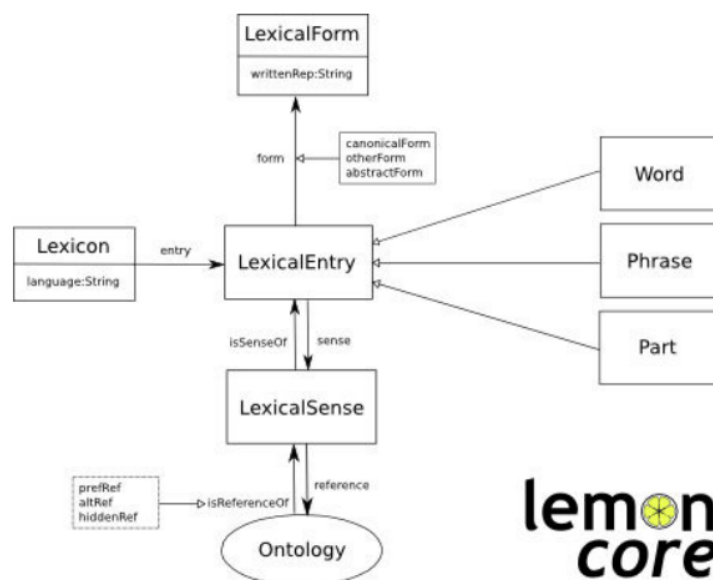 LexicalForm
writtenRep:String
form
canonicalForm
otherForm
abstractForm
Word
Lexicon
language:String
entry
LexicalEntry
Phrase
isSenseOf
sense
Part
LexicalSense
prefRef
altRef
hiddenRef
isReferenceOf
reference
Ontology
lemon
core